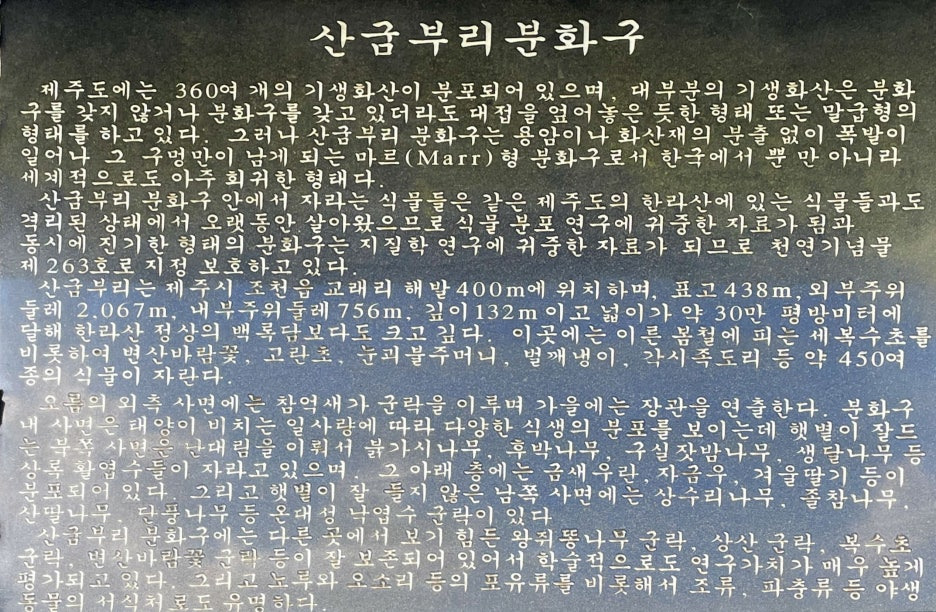 산굼부리분화구
제주도에는 360여 개의 기생화산이 분포되어 있으며, 대부분의 기생화산은 분화
구를 갖지 않거나 분화구를 갖고 있더라도 대접을 엎어놓은 듯한 형태 또는 말굽형의
형태를 하고 있다. 그러나 산굼부리 분화구는 용암이나 화산재의 분출 없이 폭발이
일어나 그 구멍만이 남게 되는 마르(Marr)형 분화구로서 한국에서 뿐 만 아니라
세계적으로도 아주 희귀한 형태다.
산굼부리 분화구 안에서 자라는 식물들은 같은 제주도의 한라산에 있는 식물들과도
격리된 상태에서 오랫동안 살아왔으므로 식물 분포 연구에 귀중한 자료가 됨과
동시에 진기한 형태의 분화구는 지질학 연구에 귀중한 자료가 되므로 천연기념물
제263호로 지정 보호하고 있다.
산굼부리는 제주시 조천읍 교래리 해발 400m에 위치하며, 표고 438m, 외부주위
둘레 2.067m, 내부주위둘레 756m, 깊이 132m 이고 넓이가 약 30만 평방미터에
달해 한라산 정상의 백록담보다도 크고 깊다. 이곳에는 이른 봄철에 피는 세복수초를
비롯하여 변산바람꽃, 고란초, 눈괴불주머니, 벌깨냉이, 각시족도리 등 약 450여
종의 식물이 자란다.
오름의 외측 사면에는 참억새가 군락을 이루며 가을에는 장관을 연출한다. 분화구
내 사면은 태양이 비치는 일사량에 따라 다양한 식생의 분포를 보이는데 햇볕이 잘드
는 북쪽 사면은 난대림을 이뤄서 붉가시나무, 후박나무, 구실잣밤나무, 생달나무 등
상록 활엽수들이 자라고 있으며, 그 아래 층에는 금새우란, 자금우, 겨울딸기 등이
분포되어 있다. 그리고 햇볕이 잘 들지 않은 남쪽 사면에는 상수리나무, 졸참나무,
산딸나무, 단풍나무 등 온대성 낙엽수 군락이 있다
산굼부리 분화구에는 다른 곳에서 보기 힘든 왕쥐똥나무 군락, 상산 군락, 복수초
군락, 변산바람꽃 군락 등이 잘 보존되어 있어서 학술적으로도 연구가치가 매우 높게
평가되고 있다. 그리고 노루와 오소리 등의 포유류를 비롯해서 조류, 파충류 등 야생
동물의 서식처로도 유명하다.